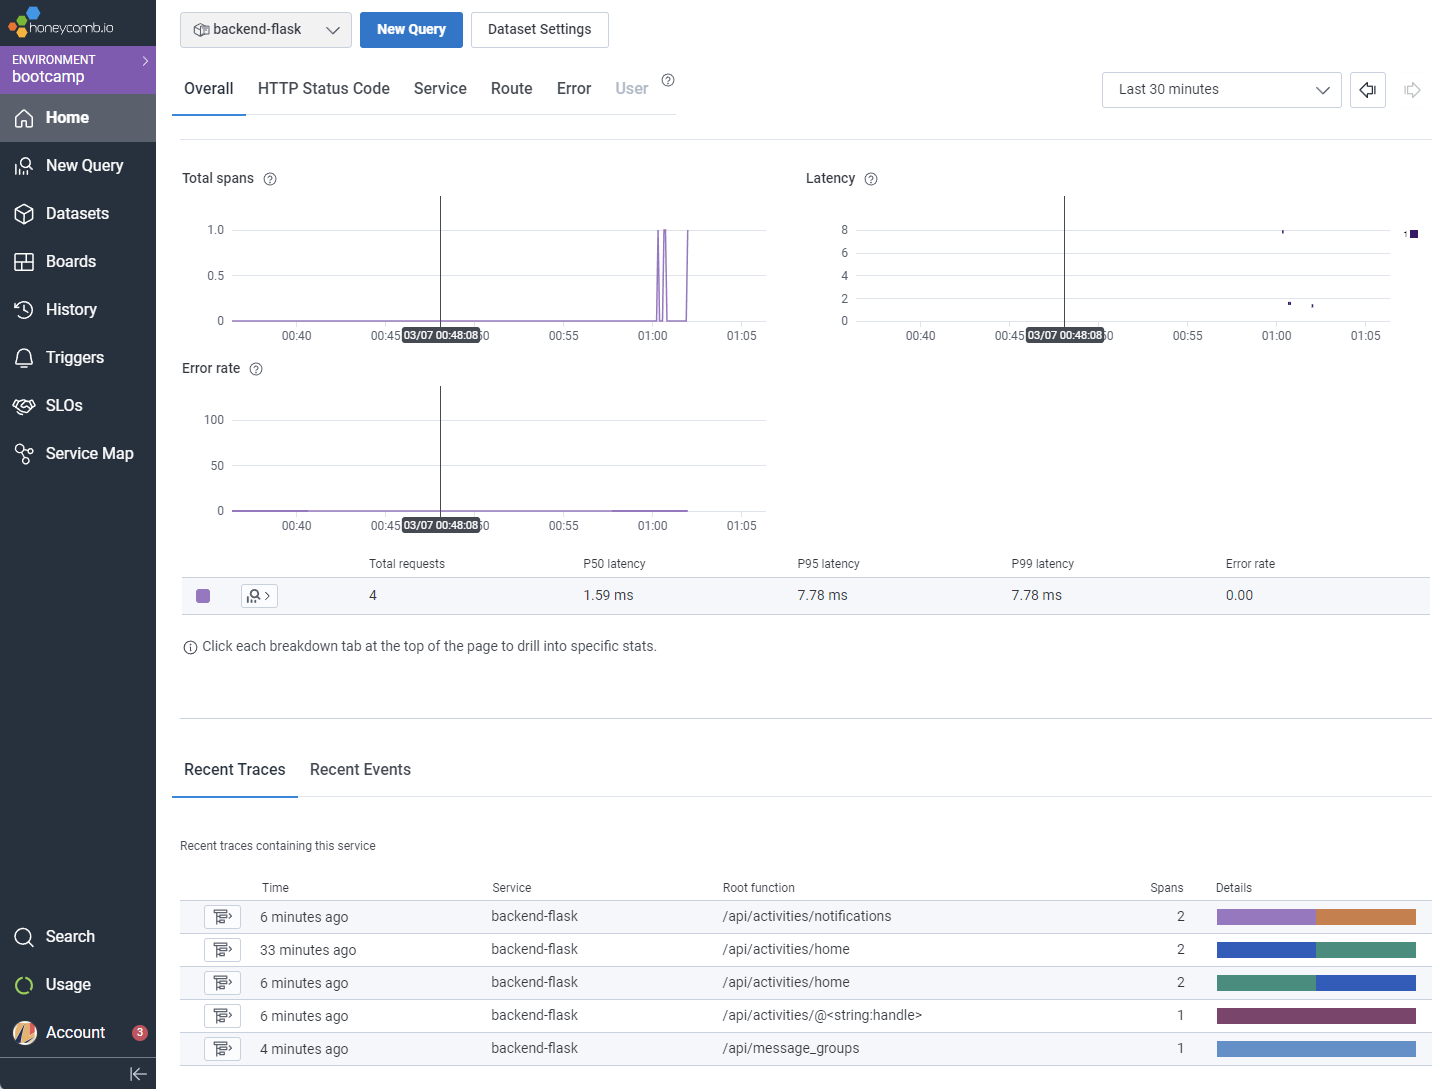 honeycomb.io
ENVIRONMENT
bootcamp
Home
New Query
Datasets
Boards
History
Triggers
SLOs
Service Map
Search
Usage
Account 3
backend-flask New Query Dataset Settings
Overall HTTP Status Code Service Route Error User
Last 30 minutes
Total spans
1.0
0.5
0
00:40 00:45 03/07 00:48:08 00:55 01:00 01:05
Latency
8
6
4
2
0
1
00:40 00:45 03/07 00:48:08 00:55 01:00 01:05
Error rate
100
50
0
00:40 00:45 03/07 00:48:08 00:55 01:00 01:05
Total requests P50 latency P95 latency P99 latency Error rate
4 1.59 ms 7.78 ms 7.78 ms 0.00
Click each breakdown tab at the top of the page to drill into specific stats.
Recent Traces Recent Events
Recent traces containing this service
Time Service Root function Spans Details
6 minutes ago backend-flask /api/activities/notifications 2
33 minutes ago backend-flask /api/activities/home 2
6 minutes ago backend-flask /api/activities/home 2
6 minutes ago backend-flask /api/activities/@<string:handle> 1
4 minutes ago backend-flask /api/message_groups 1